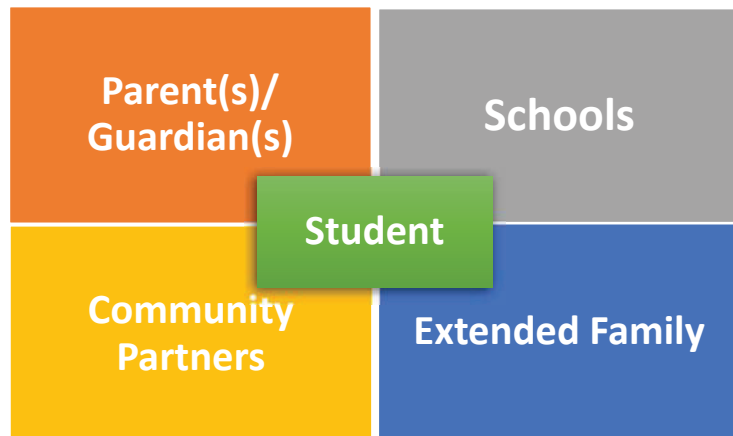 Parent(s)/
Guardian(s)
Schools
Student
Community
Partners
Extended Family